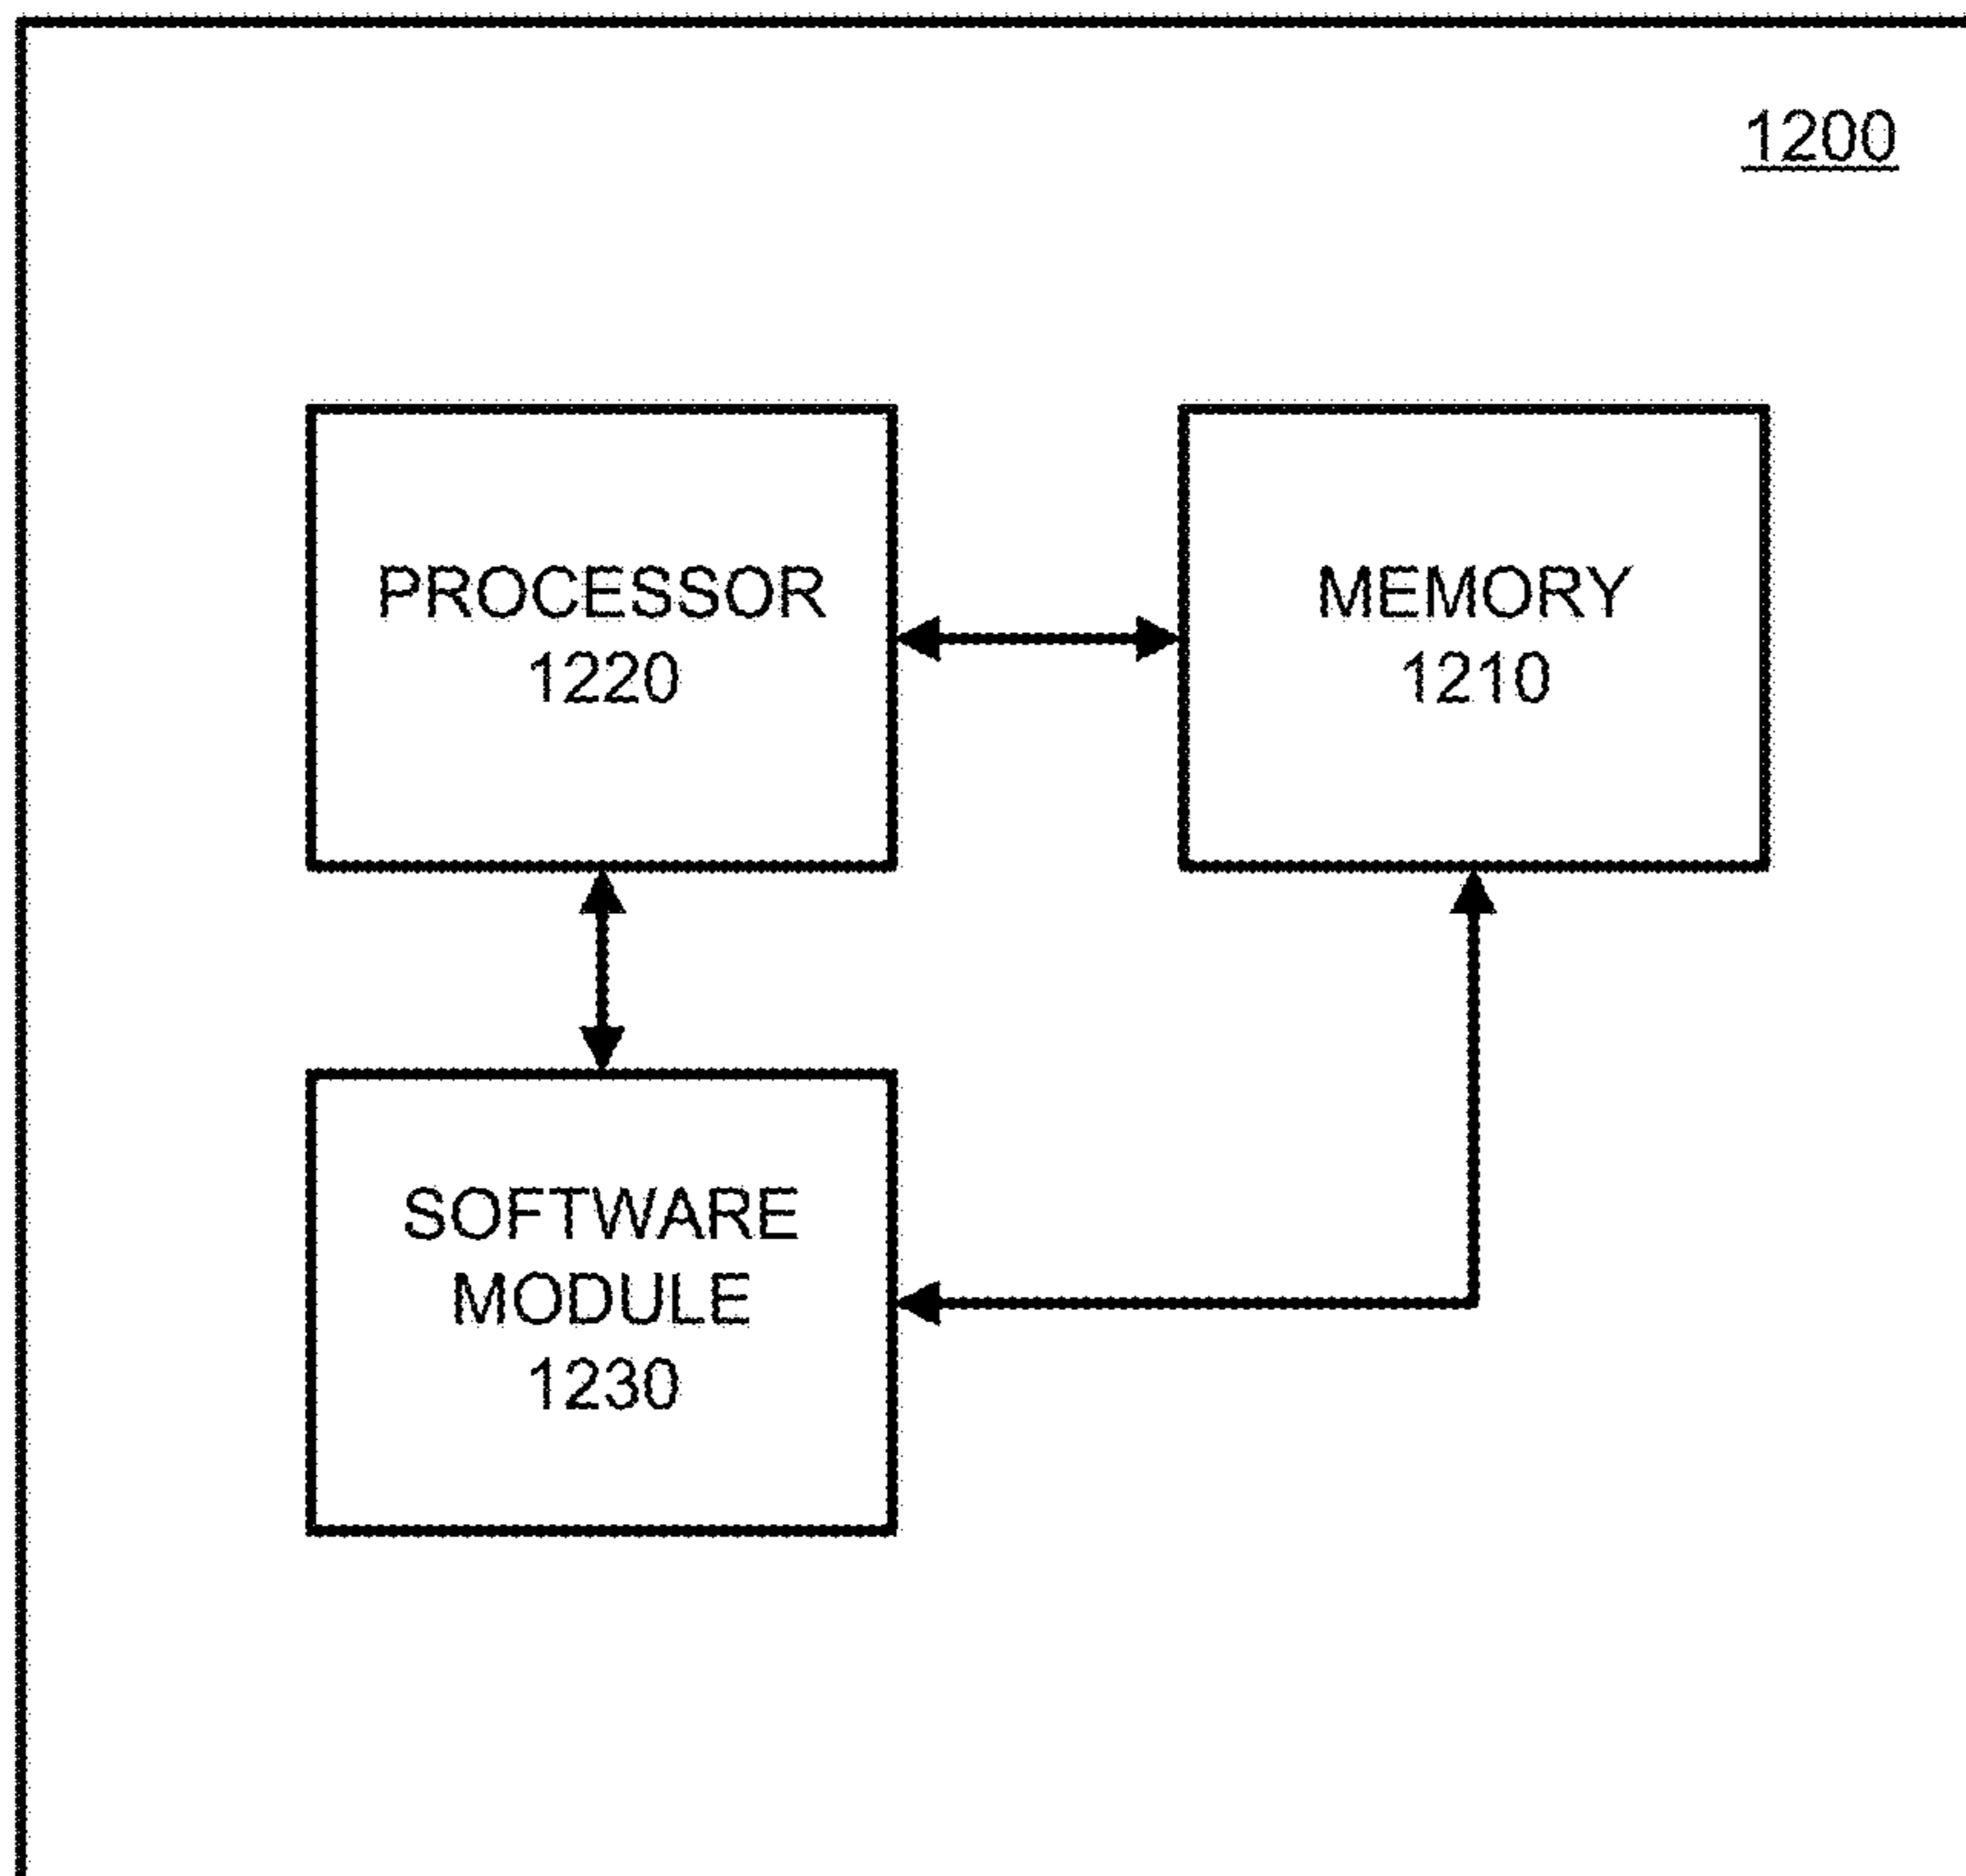 1200
PROCESSOR
1220
MEMORY
1210
SOFTWARE
MODULE
1230